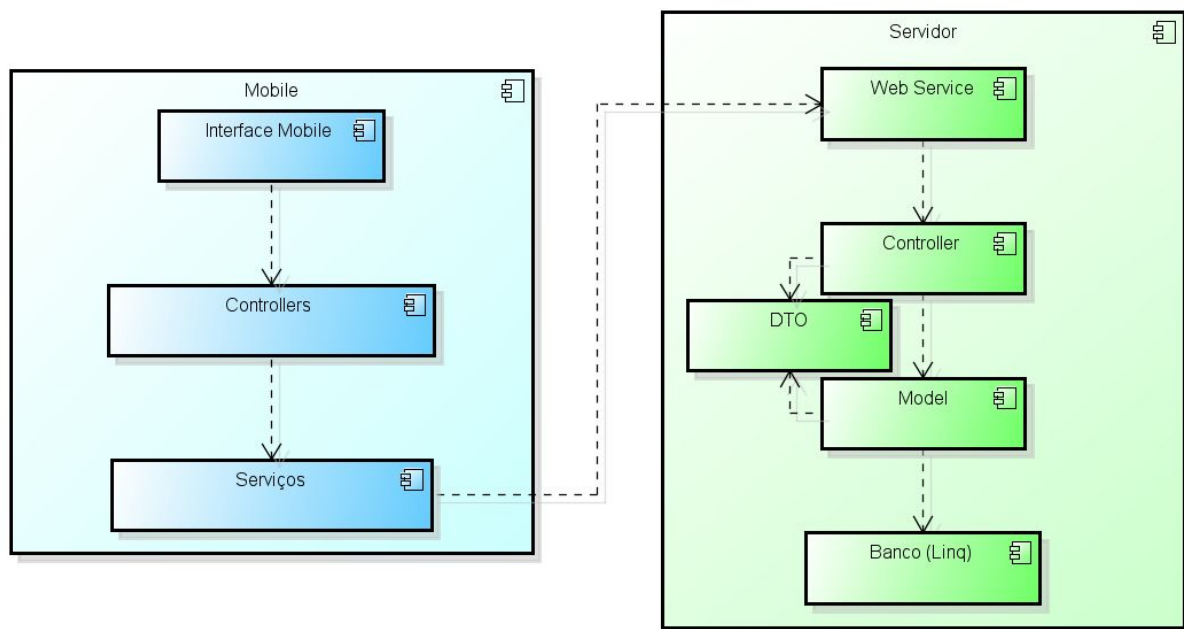 Mobile
Interface Mobile
Controllers
Serviços
Servidor
Web Service
Controller
DTO
Model
Banco (Linq)